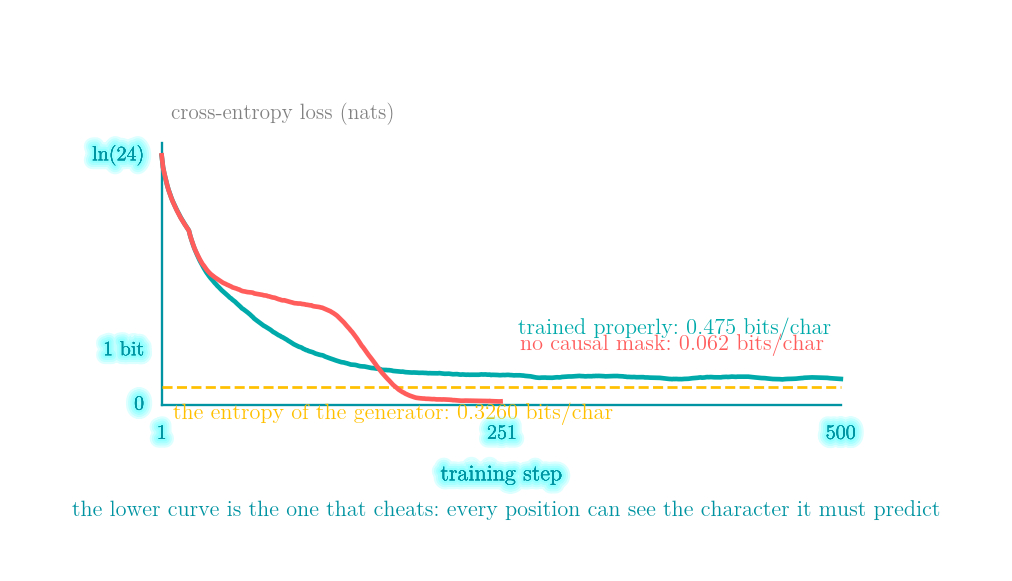 cross-entropy loss (nats)
ln(24)
1 bit
0
trained properly: 0.475 bits/char
no causal mask: 0.062 bits/char
the entropy of the generator: 0.3260 bits/char
1
251
500
training step
the lower curve is the one that cheats: every position can see the character it must predict